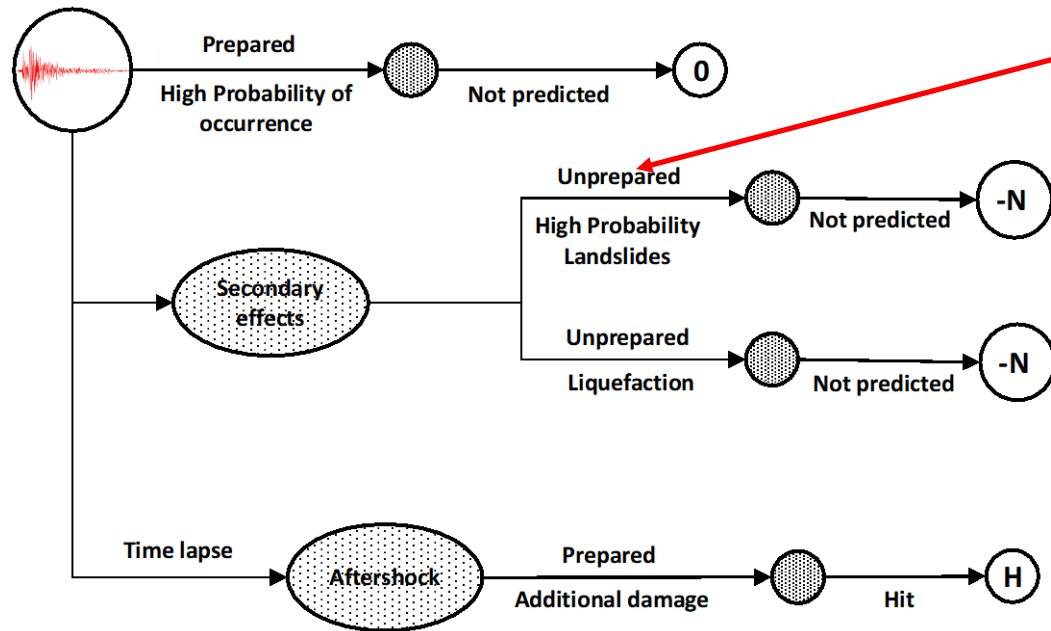 Prepared
High Probability of
occurrence
Not predicted
0
Unprepared
High Probability
Landslides
Not predicted
-N
Secondary
effects
Unprepared
Liquefaction
Not predicted
-N
Time lapse
Aftershock
Prepared
Additional damage
Hit
H